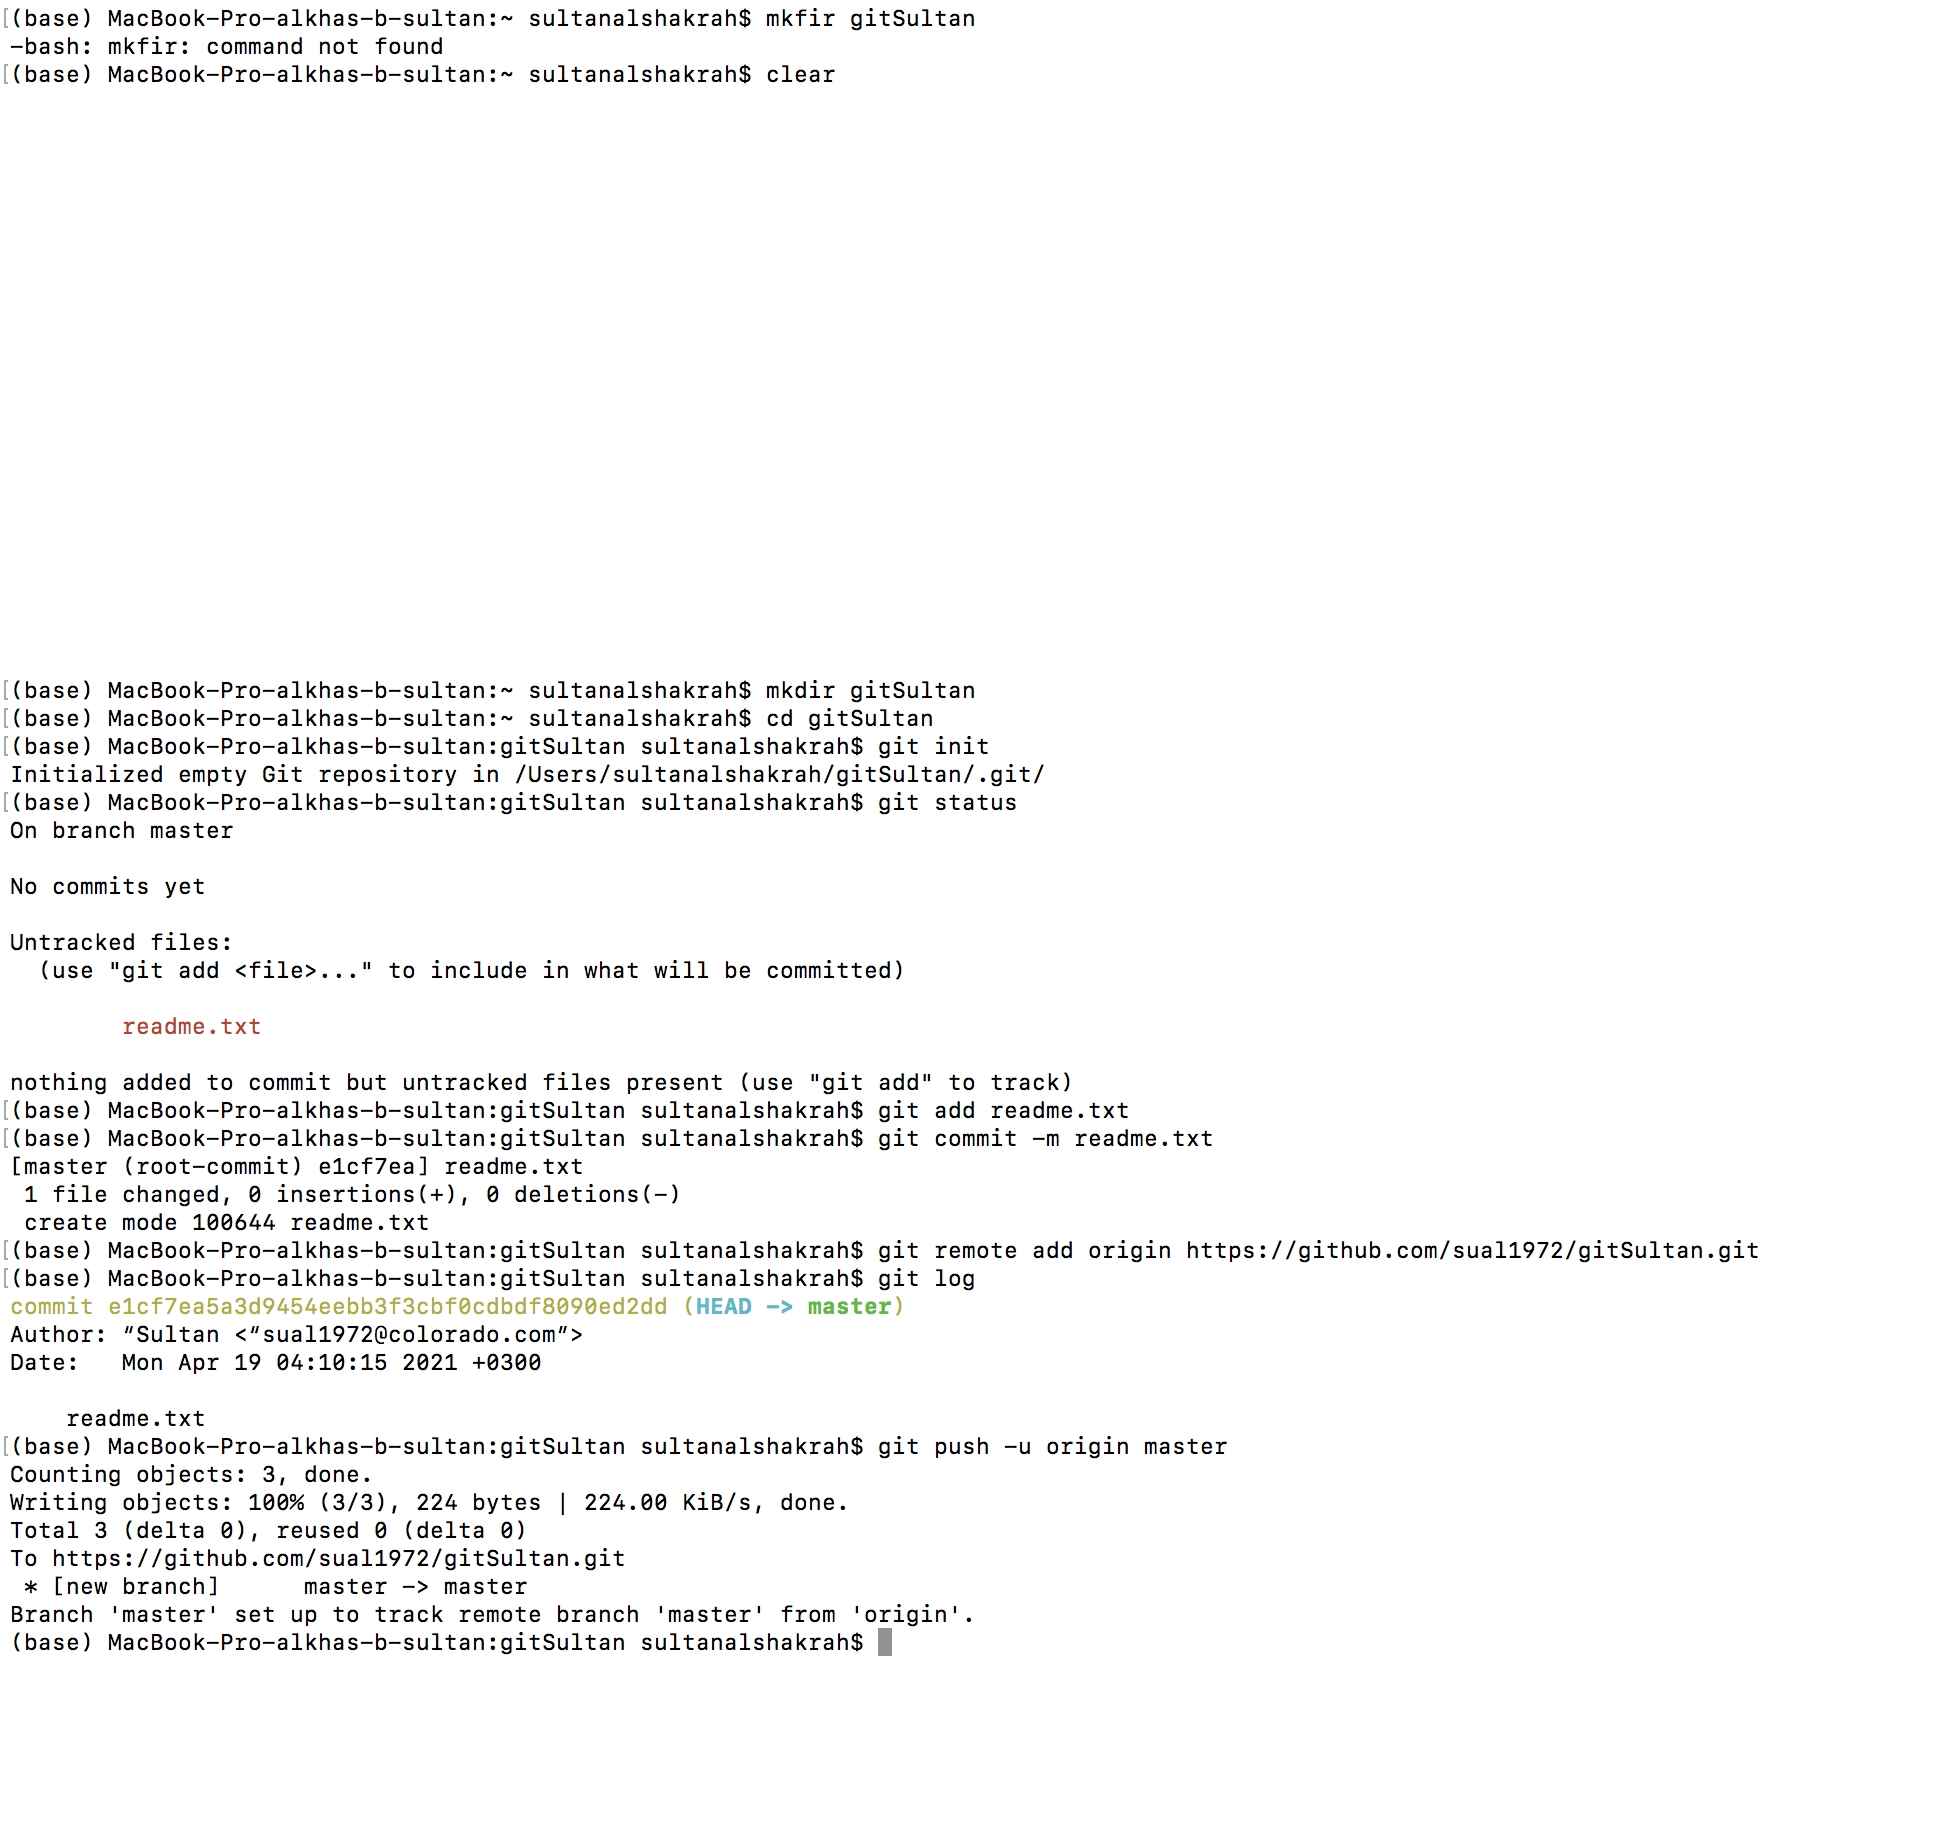 [(base) MacBook-Pro-alkhas-b-sultan:~ sultanalshakrah$ mkfir gitSultan
-bash: mkfir: command not found
[(base) MacBook-Pro-alkhas-b-sultan:~ sultanalshakrah$ clear
[(base) MacBook-Pro-alkhas-b-sultan:~ sultanalshakrah$ mkdir gitSultan
[(base) MacBook-Pro-alkhas-b-sultan:~ sultanalshakrah$ cd gitSultan
[(base) MacBook-Pro-alkhas-b-sultan:gitSultan sultanalshakrah$ git init
Initialized empty Git repository in /Users/sultanalshakrah/gitSultan/.git/
[(base) MacBook-Pro-alkhas-b-sultan:gitSultan sultanalshakrah$ git status
On branch master
No commits yet
Untracked files:
  (use "git add <file>..." to include in what will be committed)
        readme.txt
nothing added to commit but untracked files present (use "git add" to track)
[(base) MacBook-Pro-alkhas-b-sultan:gitSultan sultanalshakrah$ git add readme.txt
[(base) MacBook-Pro-alkhas-b-sultan:gitSultan sultanalshakrah$ git commit -m readme.txt
[master (root-commit) e1cf7ea] readme.txt
 1 file changed, 0 insertions(+), 0 deletions(-)
 create mode 100644 readme.txt
[(base) MacBook-Pro-alkhas-b-sultan:gitSultan sultanalshakrah$ git remote add origin https://github.com/sual1972/gitSultan.git
[(base) MacBook-Pro-alkhas-b-sultan:gitSultan sultanalshakrah$ git log
commit e1cf7ea5a3d9454eebb3f3cbf0cdbdf8090ed2dd (HEAD -> master)
Author: “Sultan <“sual1972@colorado.com”>
Date:   Mon Apr 19 04:10:15 2021 +0300
    readme.txt
[(base) MacBook-Pro-alkhas-b-sultan:gitSultan sultanalshakrah$ git push -u origin master
Counting objects: 3, done.
Writing objects: 100% (3/3), 224 bytes | 224.00 KiB/s, done.
Total 3 (delta 0), reused 0 (delta 0)
To https://github.com/sual1972/gitSultan.git
 * [new branch]      master -> master
Branch 'master' set up to track remote branch 'master' from 'origin'.
(base) MacBook-Pro-alkhas-b-sultan:gitSultan sultanalshakrah$